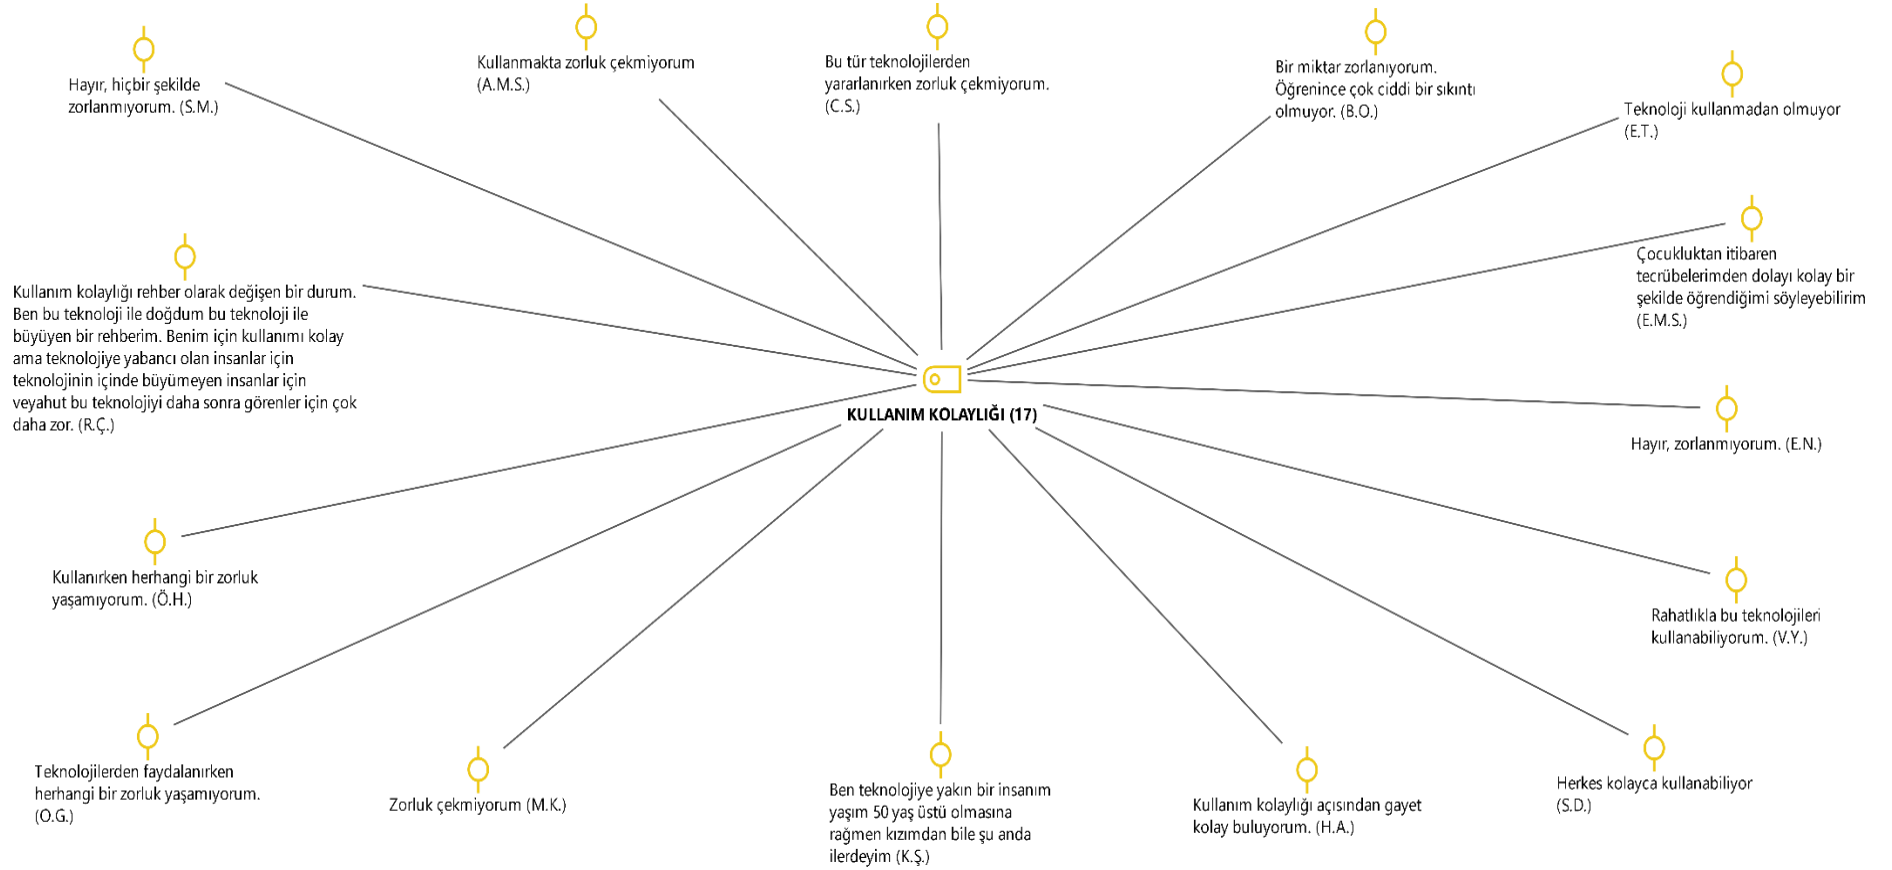 Hayır, hiçbir şekilde
zorlanmıyorum. (S.M.)
Kullanmakta zorluk çekmiyorum
(A.M.S.)
Bu tür teknolojilerden
yararlanırken zorluk çekmiyorum.
(C.S.)
Bir miktar zorlanıyorum.
Öğrenince çok ciddi bir sıkıntı
olmuyor. (B.O.)
Teknoloji kullanmadan olmuyor
(E.T.)
Kullanım kolaylığı rehber olarak değişen bir durum.
Ben bu teknoloji ile doğdum bu teknoloji ile
büyüyen bir rehberim. Benim için kullanımı kolay
ama teknolojiye yabancı olan insanlar için
teknolojinin içinde büyümeyen insanlar için
veyahut bu teknolojiyi daha sonra görenler için çok
daha zor. (R.Ç.)
Çocukluktan itibaren
tecrübelerimden dolayı kolay bir
şekilde öğrendiğimi söyleyebilirim
(E.M.S.)
KULLANIM KOLAYLIĞI (17)
Hayır, zorlanmıyorum. (E.N.)
Kullanırken herhangi bir zorluk
yaşamıyorum. (Ö.H.)
Rahatlıkla bu teknolojileri
kullanabiliyorum. (V.Y.)
Teknolojilerden faydalanırken
herhangi bir zorluk yaşamıyorum.
(O.G.)
Zorluk çekmiyorum (M.K.)
Ben teknolojiye yakın bir insanım
yaşım 50 yaş üstü olmasına
rağmen kızımdan bile şu anda
ilerdeyim (K.Ş.)
Kullanım kolaylığı açısından gayet
kolay buluyorum. (H.A.)
Herkes kolayca kullanabiliyor
(S.D.)